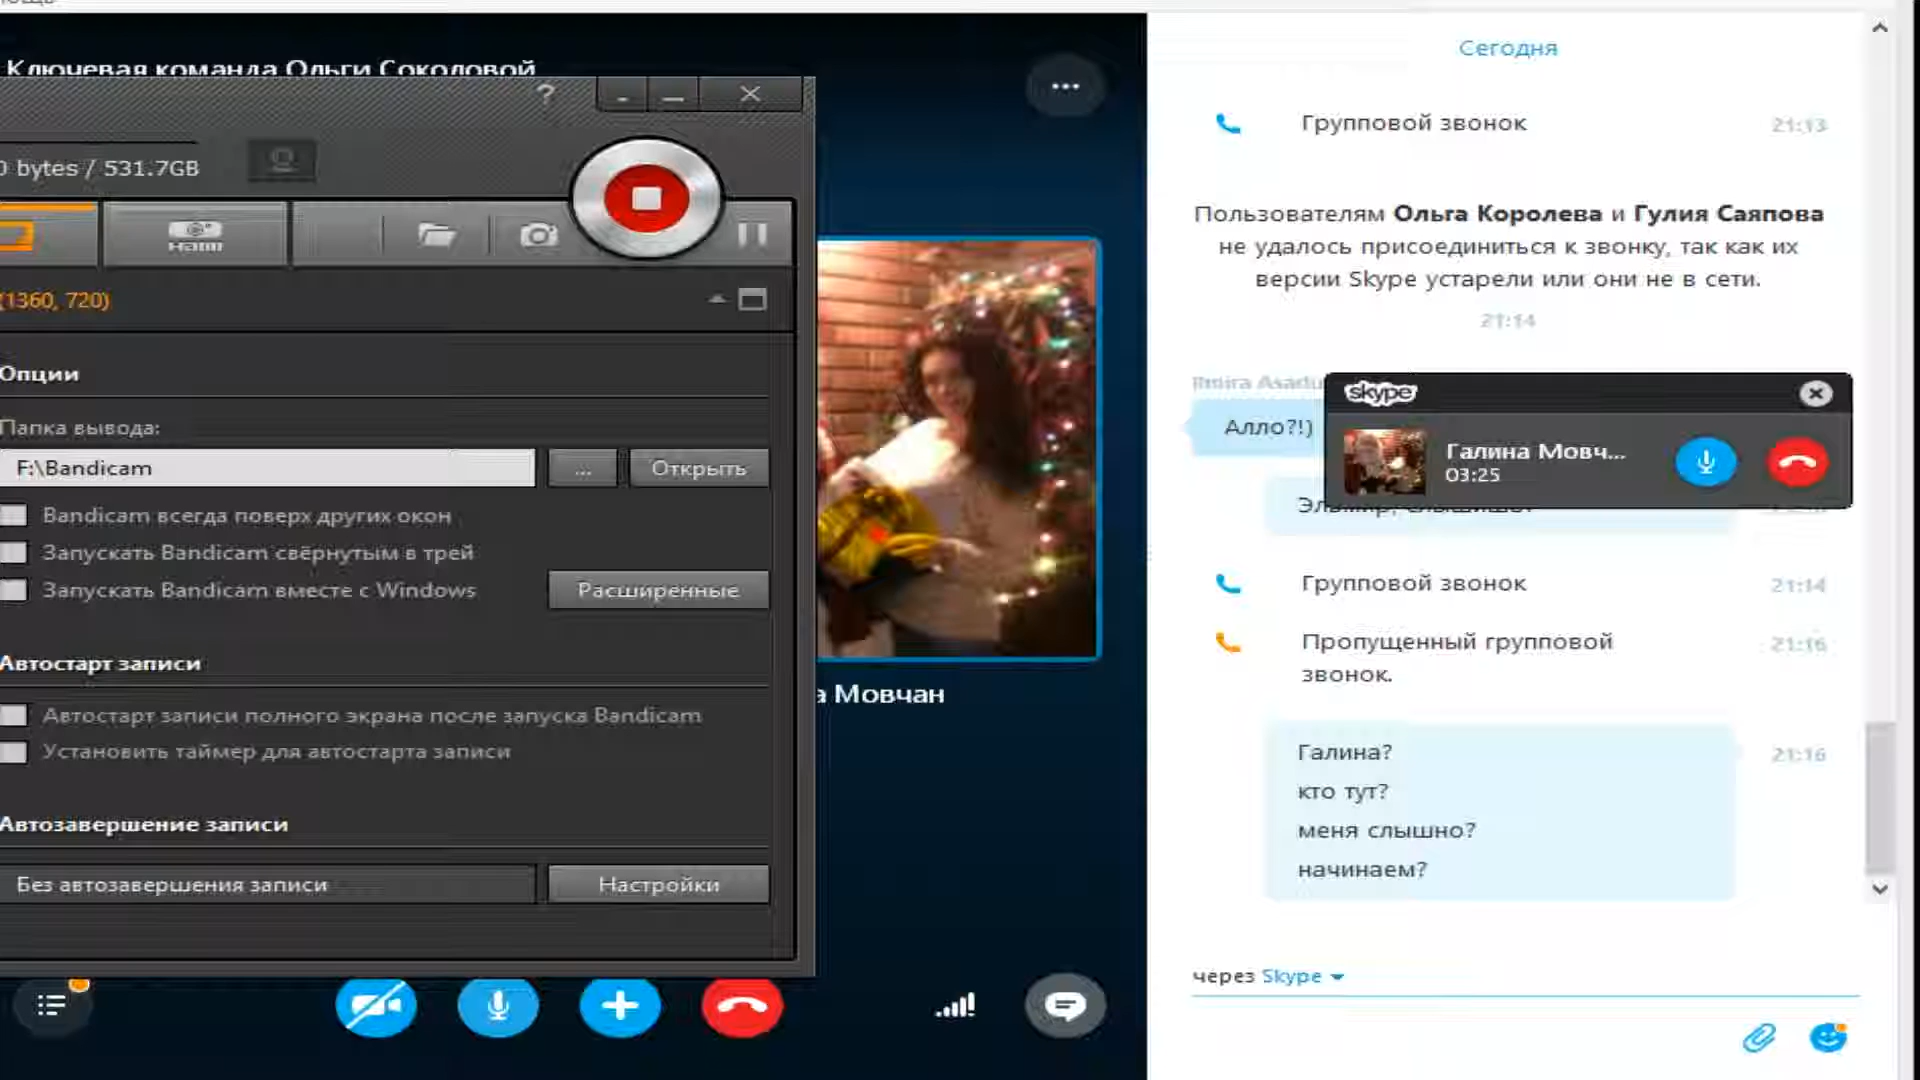 Ключевая команда Ольги Соколовой
0 bytes / 531.7GB
(1360, 720)
Опции
Папка вывода:
F:\Bandicam
...
Открыть
Bandicam всегда поверх других окон
Запускать Bandicam свёрнутым в трей
Запускать Bandicam вместе с Windows
Расширенные
Автостарт записи
Автостарт записи полного экрана после запуска Bandicam
Установить таймер для автостарта записи
Автозавершение записи
Без автозавершения записи
Настройки
а Мовчан
Сегодня
Групповой звонок
21:13
Пользователям Ольга Королева и Гулия Саяпова
не удалось присоединиться к звонку, так как их
версии Skype устарели или они не в сети.
21:14
Алло?!)
skype
Галина Мовч...
03:25
Групповой звонок
21:14
Пропущенный групповой
звонок.
21:16
Галина?
21:16
кто тут?
меня слышно?
начинаем?
через Skype